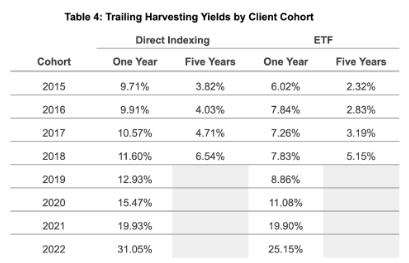 Table 4: Trailing Harvesting Yields by Client Cohort
Direct Indexing ETF
Cohort One Year Five Years One Year Five Years
2015 9.71% 3.82% 6.02% 2.32%
2016 9.91% 4.03% 7.84% 2.83%
2017 10.57% 4.71% 7.26% 3.19%
2018 11.60% 6.54% 7.83% 5.15%
2019 12.93% 8.86%
2020 15.47% 11.08%
2021 19.93% 19.90%
2022 31.05% 25.15%